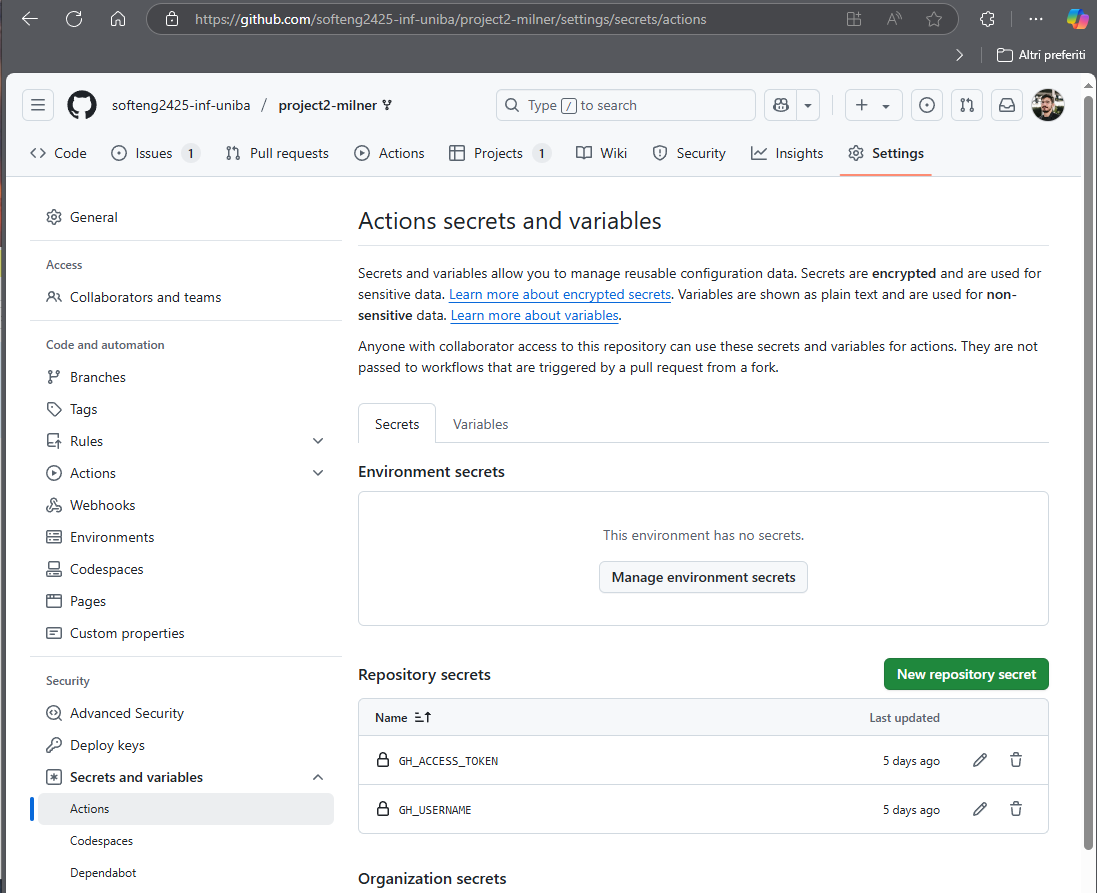 https://github.com/softeng2425-inf-uniba/project2-milner/settings/secrets/actions
Altri preferiti
softeng2425-inf-uniba / project2-milner
Type / to search
Code
Issues 1
Pull requests
Actions
Projects 1
Wiki
Security
Insights
Settings
General
Access
Collaborators and teams
Code and automation
Branches
Tags
Rules
Actions
Webhooks
Environments
Codespaces
Pages
Custom properties
Security
Advanced Security
Deploy keys
Secrets and variables
Actions
Codespaces
Dependabot
Actions secrets and variables
Secrets and variables allow you to manage reusable configuration data. Secrets are encrypted and are used for
sensitive data. Learn more about encrypted secrets. Variables are shown as plain text and are used for non-
sensitive data. Learn more about variables.
Anyone with collaborator access to this repository can use these secrets and variables for actions. They are not
passed to workflows that are triggered by a pull request from a fork.
Secrets
Variables
Environment secrets
This environment has no secrets.
Manage environment secrets
Repository secrets
New repository secret
Name
Last updated
GH_ACCESS_TOKEN
5 days ago
GH_USERNAME
5 days ago
Organization secrets